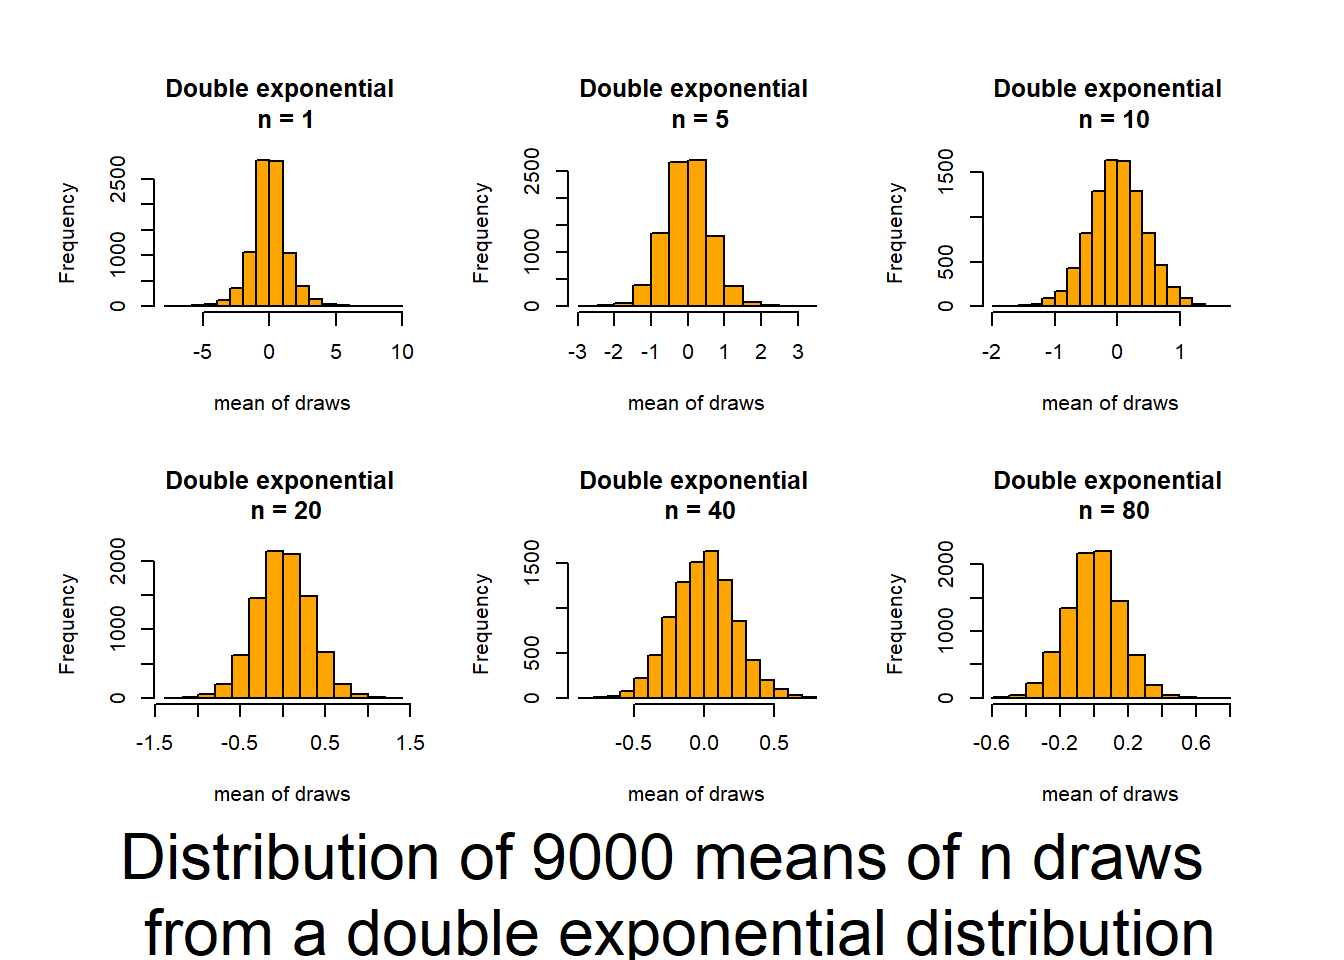 Double exponential
n = 1
Frequency
0 1000 2500
-5 0 5 10
mean of draws
Double exponential
n = 5
Frequency
0 1000 2500
-3 -2 -1 0 1 2 3
mean of draws
Double exponential
n = 10
Frequency
0 500 1500
-2 -1 0 1
mean of draws
Double exponential
n = 20
Frequency
0 1000 2000
-1.5 -0.5 0.5 1.5
mean of draws
Double exponential
n = 40
Frequency
0 500 1500
-0.5 0.0 0.5
mean of draws
Double exponential
n = 80
Frequency
0 1000 2000
-0.6 -0.2 0.2 0.6
mean of draws
Distribution of 9000 means of n draws
from a double exponential distribution